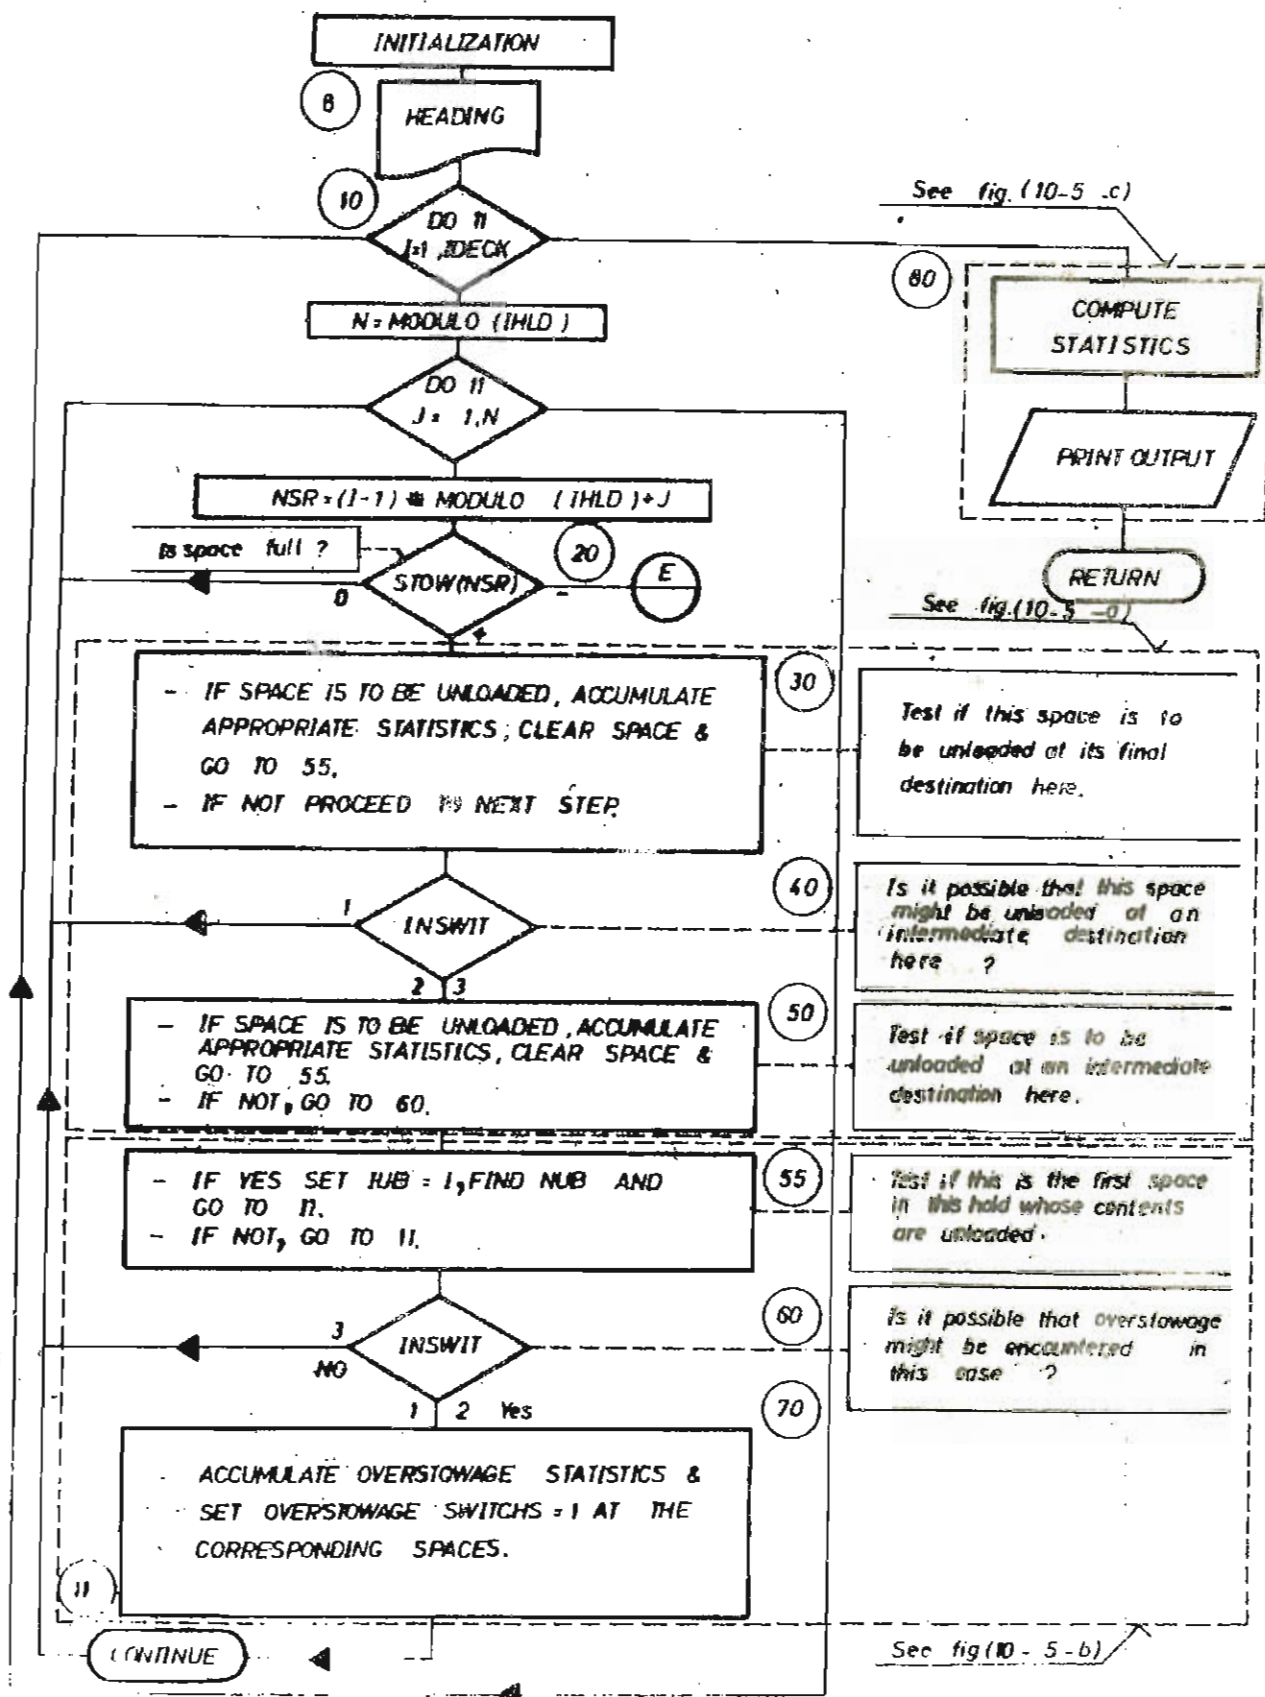 INITIALIZATION
8
HEADING
10
DO 11
I=1, IDECK
N = MODULO (IHLD)
DO 11
J = 1,N
NSR = (I-1) * MODULO (IHLD) + J
Is space full ?
20
STOW(NSR)
0
-
E
+
See fig. (10-5 -c)
80
COMPUTE
STATISTICS
PRINT OUTPUT
RETURN
See fig. (10-5 -a)
- IF SPACE IS TO BE UNLOADED, ACCUMULATE
APPROPRIATE STATISTICS; CLEAR SPACE &
GO TO 55.
- IF NOT PROCEED TO NEXT STEP.
30
Test if this space is to
be unloaded at its final
destination here.
1
INSWIT
2 3
40
Is it possible that this space
might be unloaded at an
intermediate destination
here ?
- IF SPACE IS TO BE UNLOADED, ACCUMULATE
APPROPRIATE STATISTICS, CLEAR SPACE &
GO TO 55.
- IF NOT, GO TO 60.
50
Test if space is to be
unloaded at an intermediate
destination here.
- IF YES SET IUB = 1, FIND NUB AND
GO TO 11.
- IF NOT, GO TO 11.
55
Test if this is the first space
in this hold whose contents
are unloaded.
3
NO
INSWIT
1 2 Yes
60
Is it possible that overstowage
might be encountered in
this case ?
70
- ACCUMULATE OVERSTOWAGE STATISTICS &
SET OVERSTOWAGE SWITCHS = 1 AT THE
CORRESPONDING SPACES.
11
CONTINUE
See fig (10 - 5 - b)